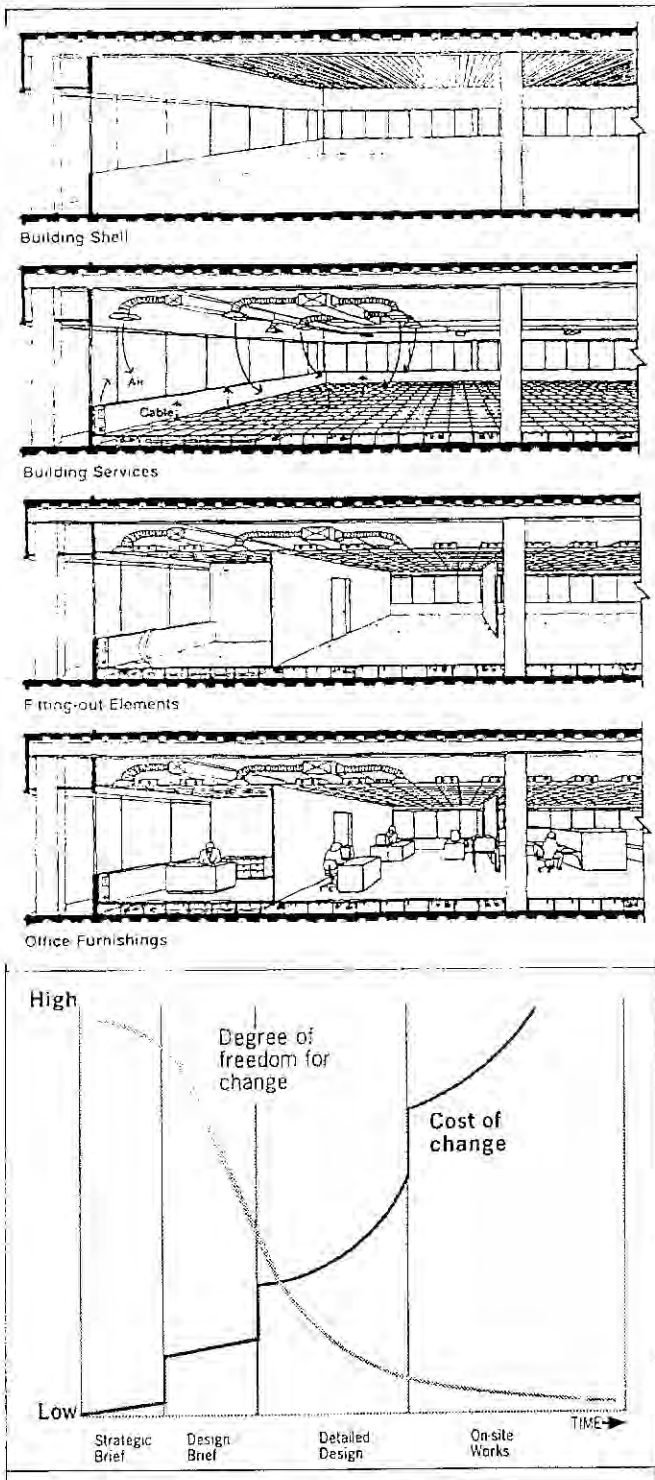 Building Shell
Air
Cable
Building Services
Fitting-out Elements
Office Furnishings
High
Degree of
freedom for
change
Cost of
change
Low
TIME
Strategic
Brief
Design
Brief
Detailed
Design
On-site
Works